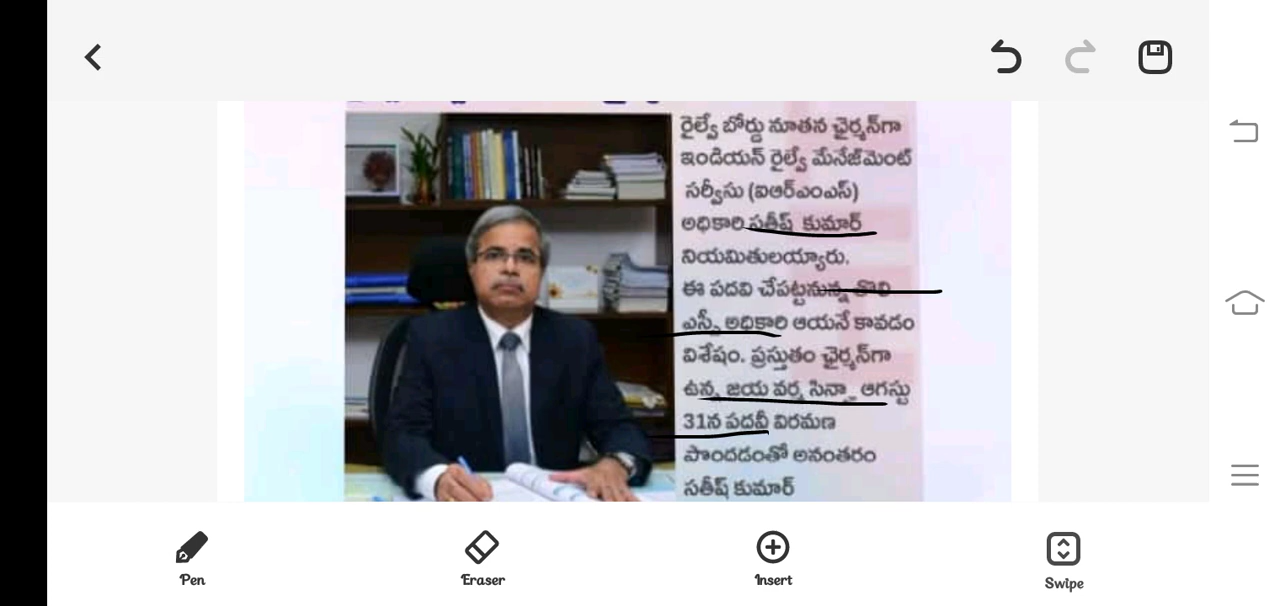 రైల్వే బోర్డు నూతన ఛైర్మన్‌గా
ఇండియన్ రైల్వే మేనేజ్‌మెంట్
సర్వీసు (ఐఆర్ఎంఎస్)
అధికారి సతీష్ కుమార్
నియమితులయ్యారు.
ఈ పదవి చేపట్టనున్న తొలి
ఎస్సీ అధికారి ఆయనే కావడం
విశేషం. ప్రస్తుతం ఛైర్మన్‌గా
ఉన్న జయ వర్మ సిన్హా ఆగస్టు
31న పదవీ విరమణ
పొందడంతో అనంతరం
సతీష్ కుమార్
Pen
Eraser
Insert
Swipe